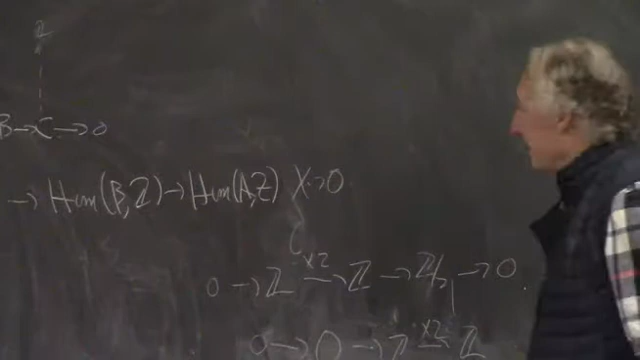 B → C → 0
→ Hom(B,Z) → Hom(A,Z) X→ 0
0 → Z ×2→ Z → Z/2 → 0
0 → 0 → Z ×2→ Z